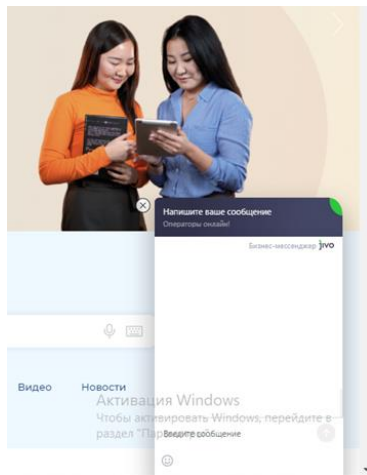 Напишите ваше сообщение
Операторы онлайн!
Бизнес-мессенджер jivo
Видео Новости
Активация Windows
Чтобы активировать Windows, перейдите в
раздел "Пар
Введите сообщение